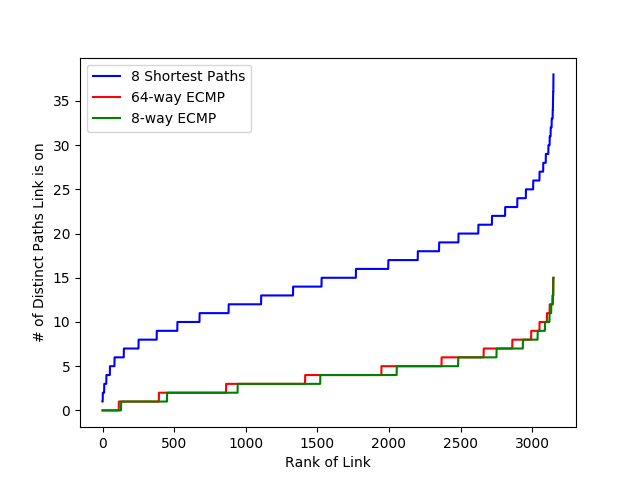 8 Shortest Paths
64-way ECMP
8-way ECMP
# of Distinct Paths Link is on
35
30
25
20
15
10
5
0
0 500 1000 1500 2000 2500 3000
Rank of Link